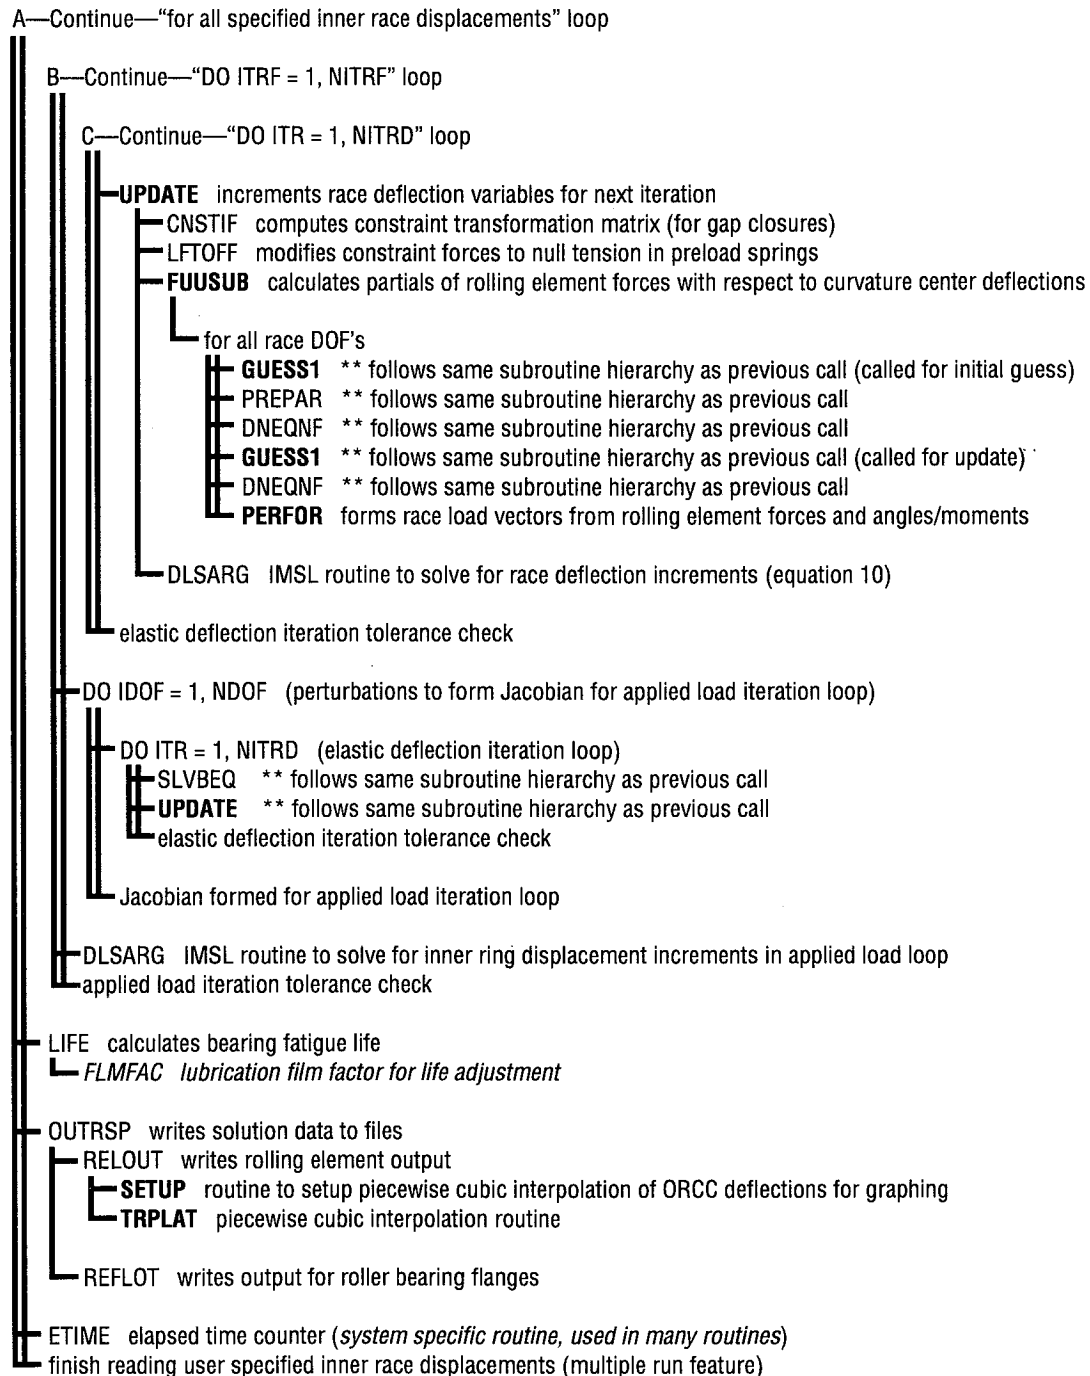 A—Continue—“for all specified inner race displacements” loop
B—Continue—“DO ITRF = 1, NITRF” loop
C—Continue—“DO ITR = 1, NITRD” loop
UPDATE increments race deflection variables for next iteration
CNSTIF computes constraint transformation matrix (for gap closures)
LFTOFF modifies constraint forces to null tension in preload springs
FUUSUB calculates partials of rolling element forces with respect to curvature center deflections
for all race DOF's
GUESS1 ** follows same subroutine hierarchy as previous call (called for initial guess)
PREPAR ** follows same subroutine hierarchy as previous call
DNEQNF ** follows same subroutine hierarchy as previous call
GUESS1 ** follows same subroutine hierarchy as previous call (called for update)
DNEQNF ** follows same subroutine hierarchy as previous call
PERFOR forms race load vectors from rolling element forces and angles/moments
DLSARG IMSL routine to solve for race deflection increments (equation 10)
elastic deflection iteration tolerance check
DO IDOF = 1, NDOF (perturbations to form Jacobian for applied load iteration loop)
DO ITR = 1, NITRD (elastic deflection iteration loop)
SLVBEQ ** follows same subroutine hierarchy as previous call
UPDATE ** follows same subroutine hierarchy as previous call
elastic deflection iteration tolerance check
Jacobian formed for applied load iteration loop
DLSARG IMSL routine to solve for inner ring displacement increments in applied load loop
applied load iteration tolerance check
LIFE calculates bearing fatigue life
FLMFAC lubrication film factor for life adjustment
OUTRSP writes solution data to files
RELOUT writes rolling element output
SETUP routine to setup piecewise cubic interpolation of ORCC deflections for graphing
TRPLAT piecewise cubic interpolation routine
REFLOT writes output for roller bearing flanges
ETIME elapsed time counter (system specific routine, used in many routines)
finish reading user specified inner race displacements (multiple run feature)